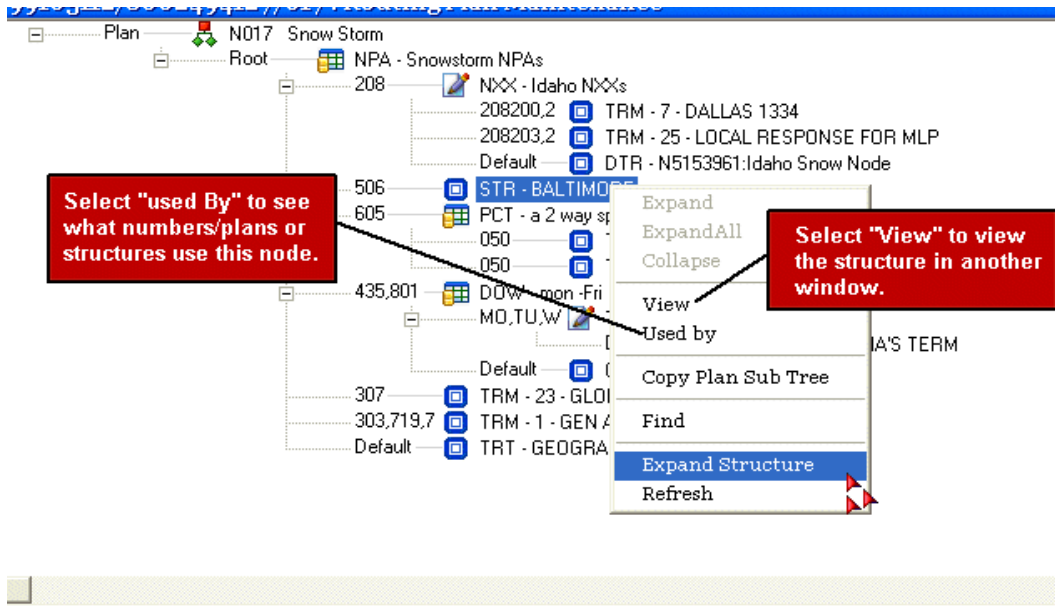 Routing Plan Maintenance
Plan N017 Snow Storm
Root NPA - Snowstorm NPAs
208 NXX - Idaho NXXs
208200,2 TRM - 7 - DALLAS 1334
208203,2 TRM - 25 - LOCAL RESPONSE FOR MLP
Default DTR - N5153961:Idaho Snow Node
506 STR - BALTIMORE
605 PCT - a 2 way sp
050
050
435,801 DOW - mon -Fri
MO,TU,W
IA'S TERM
Default
307 TRM - 23 - GLO
303,719,7 TRM - 1 - GEN A
Default TRT - GEOGRA
Select "used By" to see
what numbers/plans or
structures use this node.
Expand
ExpandAll
Collapse
View
Used by
Copy Plan Sub Tree
Find
Expand Structure
Refresh
Select "View" to view
the structure in another
window.